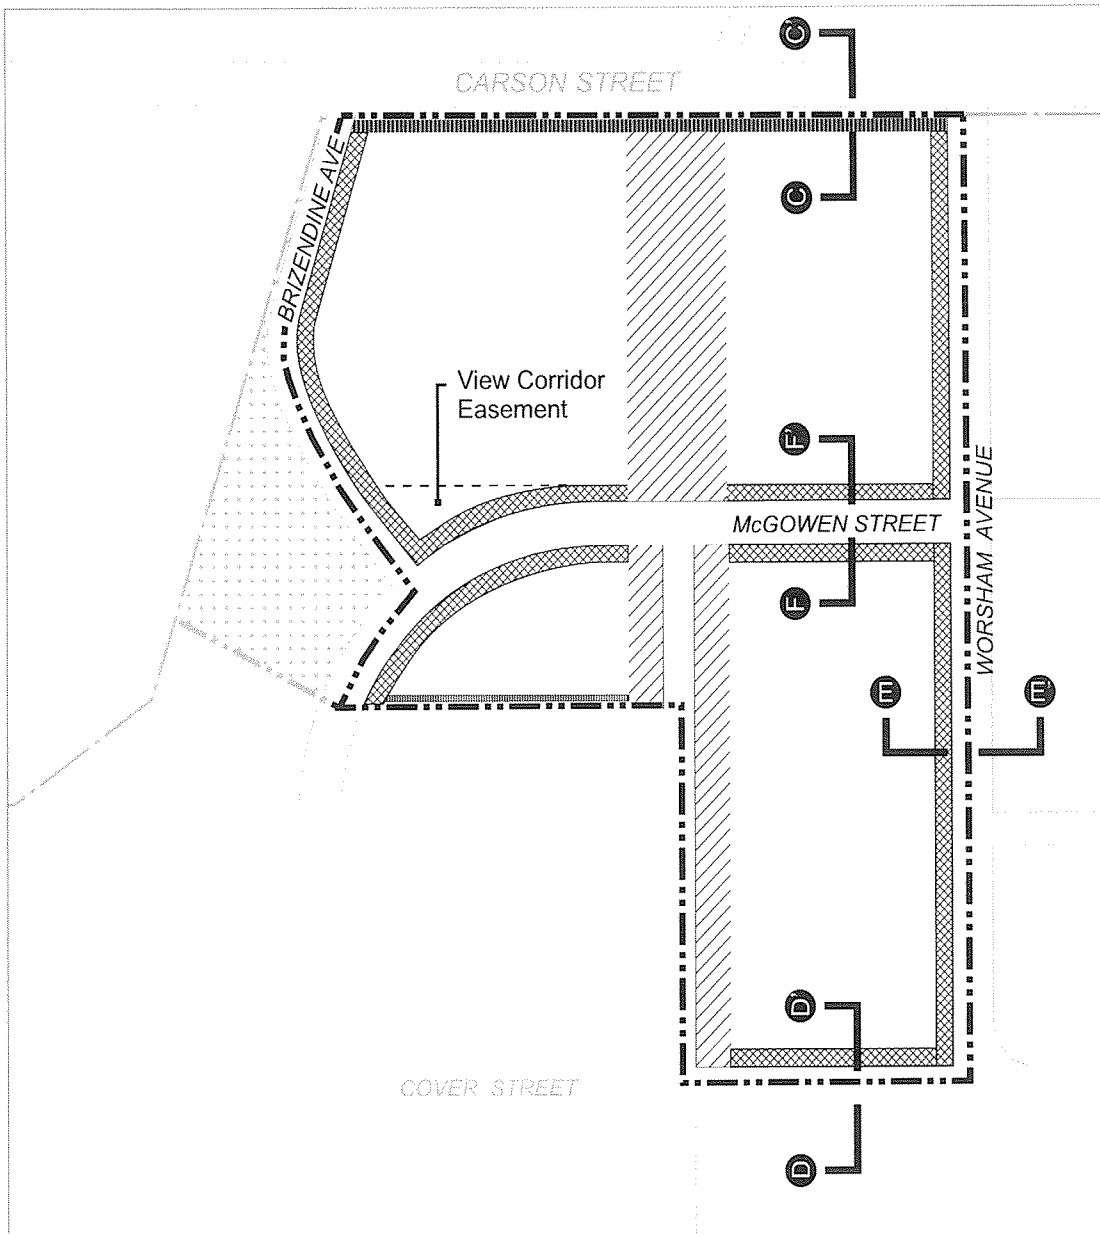 C'
CARSON STREET
BRIZENDINE AVE
C
View Corridor
Easement
F'
McGOWEN STREET
WORSHAM AVENUE
F
E
E
D'
COVER STREET
D